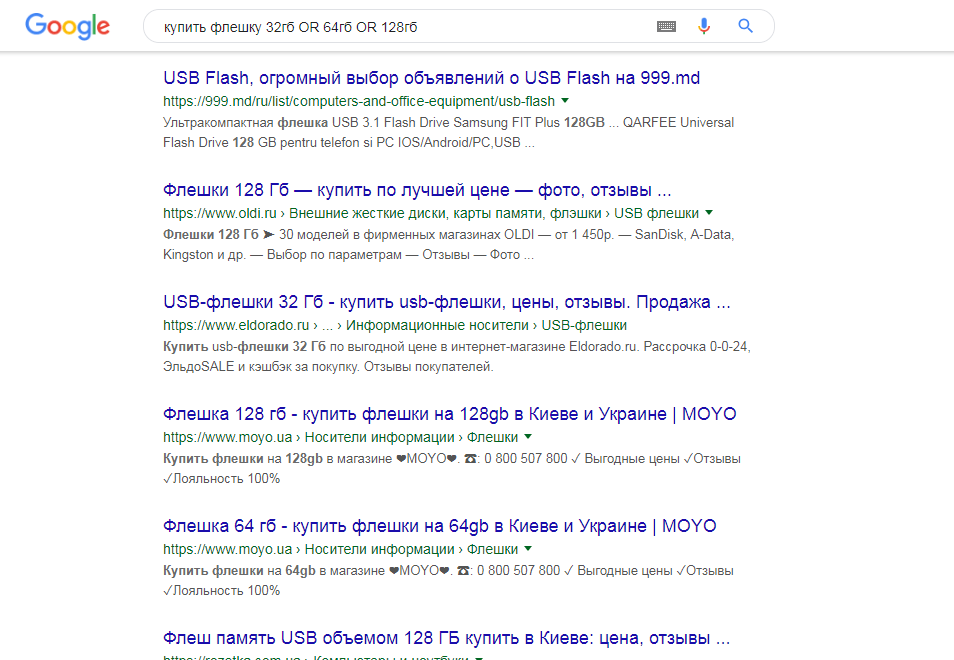 Google
купить флешку 32гб OR 64гб OR 128гб
USB Flash, огромный выбор объявлений о USB Flash на 999.md
https://999.md/ru/list/computers-and-office-equipment/usb-flash
Ультракомпактная флешка USB 3.1 Flash Drive Samsung FIT Plus 128GB ... QARFEE Universal
Flash Drive 128 GB pentru telefon si PC IOS/Android/PC,USB ...
Флешки 128 Гб — купить по лучшей цене — фото, отзывы ...
https://www.oldi.ru › Внешние жесткие диски, карты памяти, флэшки › USB флешки
Флешки 128 Гб ➤ 30 моделей в фирменных магазинах OLDI — от 1 450р. — SanDisk, A-Data,
Kingston и др. — Выбор по параметрам — Отзывы — Фото ...
USB-флешки 32 Гб - купить usb-флешки, цены, отзывы. Продажа ...
https://www.eldorado.ru › ... › Информационные носители › USB-флешки
Купить usb-флешки 32 Гб по выгодной цене в интернет-магазине Eldorado.ru. Рассрочка 0-0-24,
ЭльдоSALE и кэшбэк за покупку. Отзывы покупателей.
Флешка 128 гб - купить флешки на 128gb в Киеве и Украине | MOYO
https://www.moyo.ua › Носители информации › Флешки
Купить флешки на 128gb в магазине ❤MOYO❤. ☎: 0 800 507 800 ✓ Выгодные цены ✓Отзывы
✓Лояльность 100%
Флешка 64 гб - купить флешки на 64gb в Киеве и Украине | MOYO
https://www.moyo.ua › Носители информации › Флешки
Купить флешки на 64gb в магазине ❤MOYO❤. ☎: 0 800 507 800 ✓ Выгодные цены ✓Отзывы
✓Лояльность 100%
Флеш память USB объемом 128 ГБ купить в Киеве: цена, отзывы ...
https://rozetka.com.ua › Компьютеры и ноутбуки